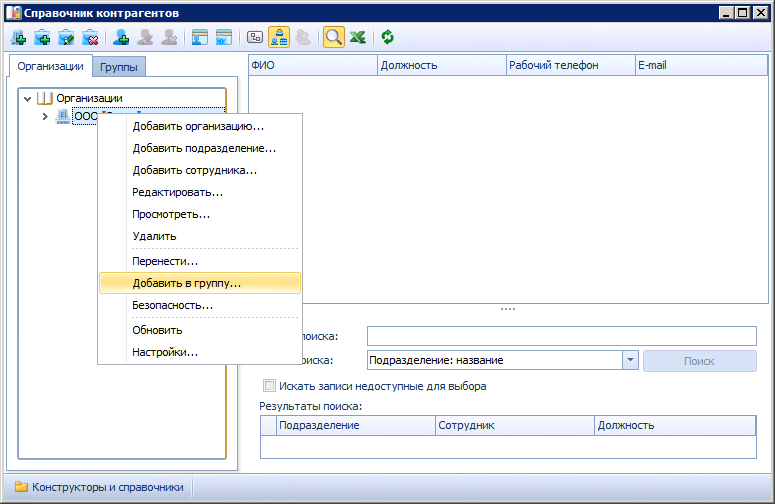 Справочник контрагентов
Организации
Группы
ФИО
Должность
Рабочий телефон
E-mail
Организации
ООО
Добавить организацию...
Добавить подразделение...
Добавить сотрудника...
Редактировать...
Просмотреть...
Удалить
Перенести...
Добавить в группу...
Безопасность...
Обновить
Настройки...
поиска:
Подразделение: название
Поиск
Искать записи недоступные для выбора
Результаты поиска:
Подразделение
Сотрудник
Должность
Конструкторы и справочники